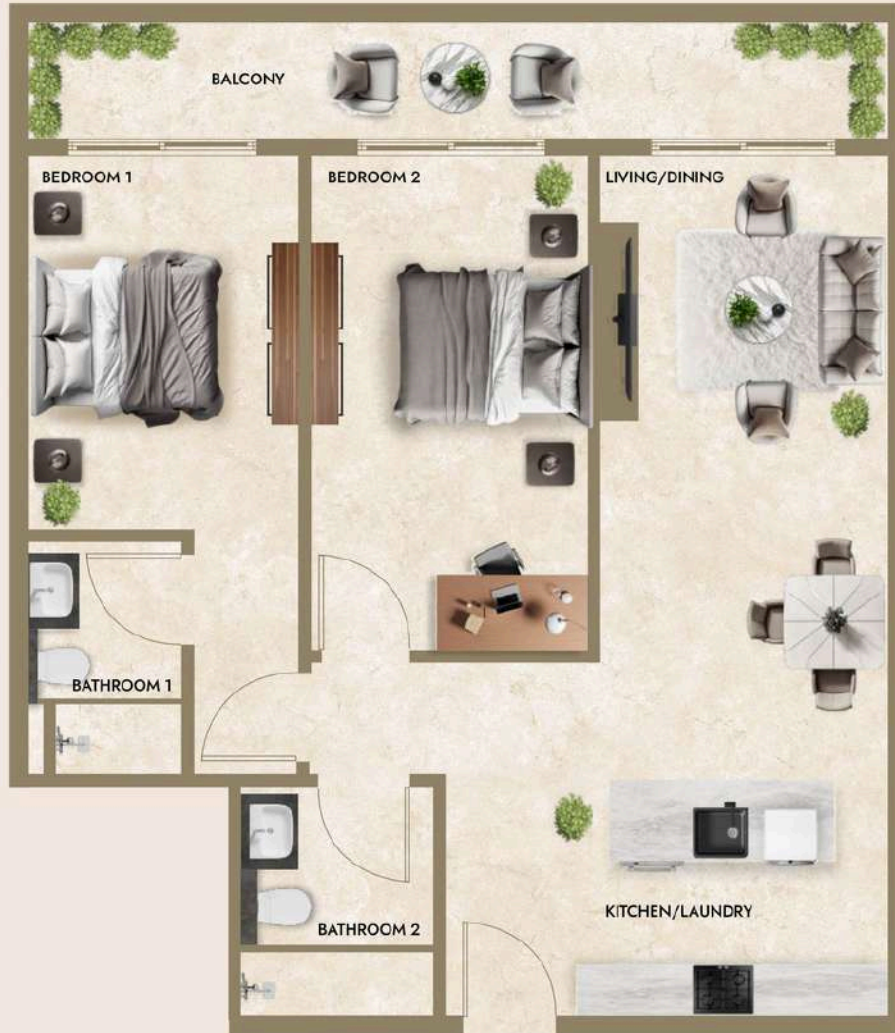 BALCONY
BEDROOM 1
BEDROOM 2
LIVING/DINING
BATHROOM 1
KITCHEN/LAUNDRY
BATHROOM 2